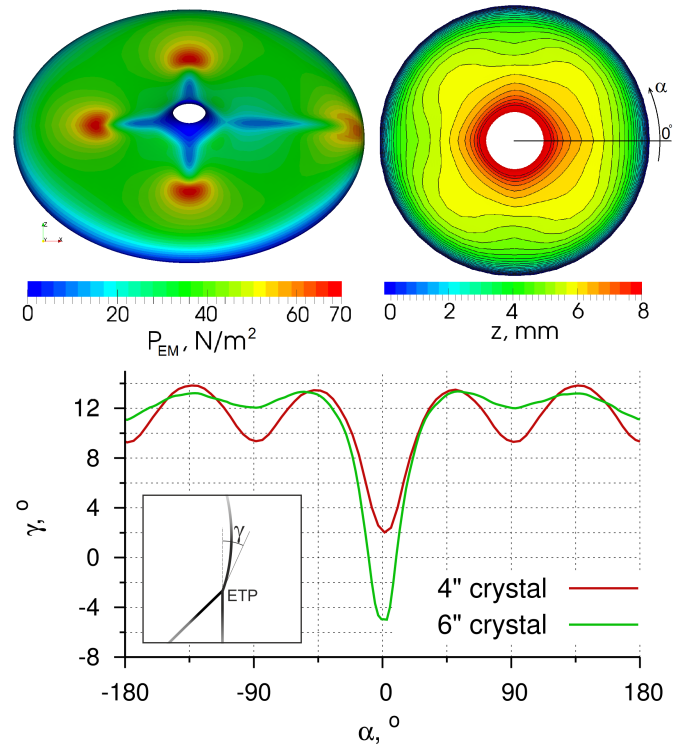 α
0°
Z
Y X
0 20 40 60 70
P_EM, N/m²
0 2 4 6 8
z, mm
12
8
4
0
-4
-8
γ, °
γ
ETP
4" crystal
6" crystal
-180 -90 0 90 180
α, °